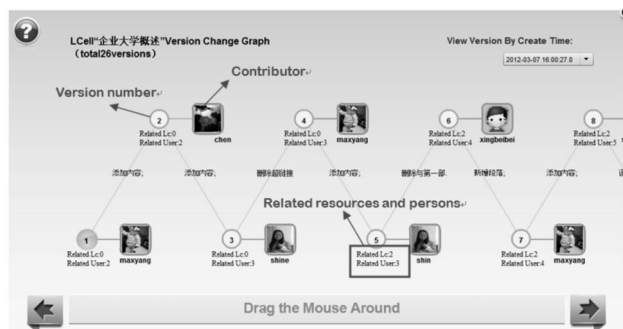 ?
LCell“企业大学概述”Version Change Graph
（total26versions）
View Version By Create Time:
2012-03-07 16:00:27.0
Contributor
Version number
2
chen
Related Lc:0
Related User:2
4
maxyang
Related Lc:0
Related User:3
6
xingbeibei
Related Lc:2
Related User:4
8
Related Lc:2
Related User:5
添加内容;
添加内容;
删除超链接
添加内容;
删除与第一部.
新增段落;
添加内容;
Related resources and persons
1
maxyang
Related Lc:0
Related User:2
3
shine
Related Lc:0
Related User:3
5
shin
Related Lc:2
Related User:3
7
maxyang
Related Lc:2
Related User:4
Drag the Mouse Around